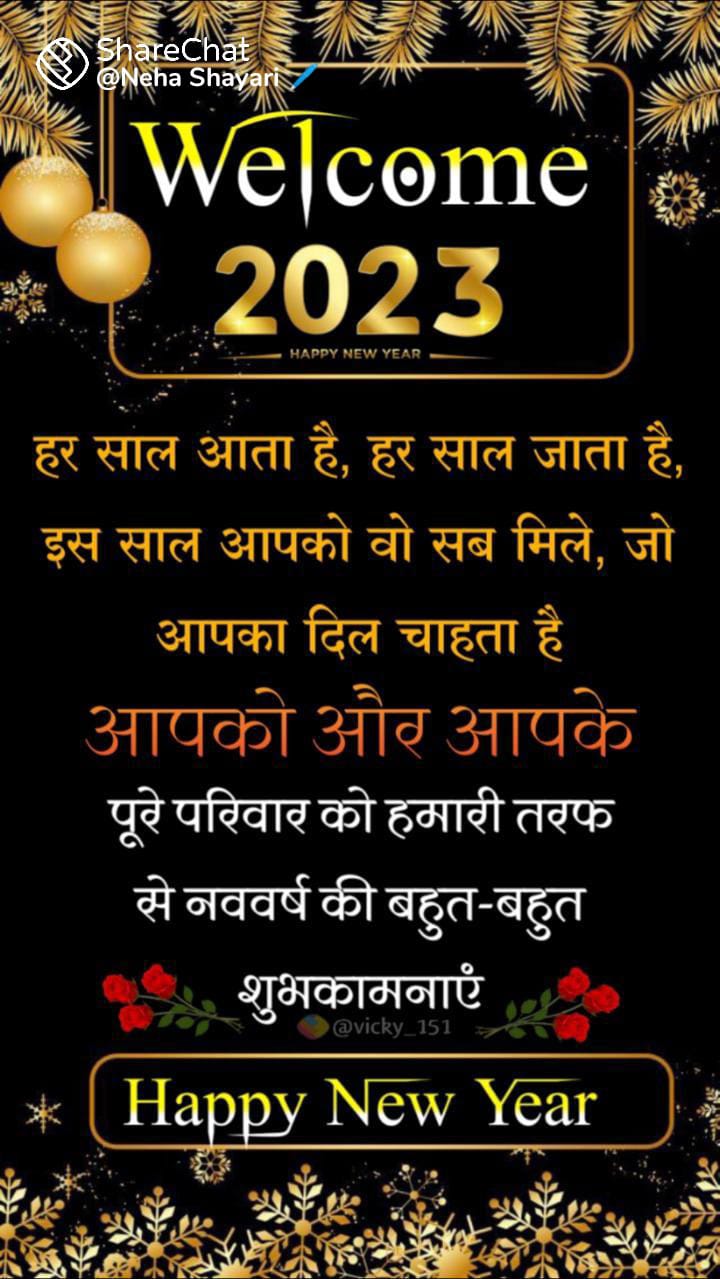 ShareChat
@Neha Shayari
Welcome
2023
HAPPY NEW YEAR
हर साल आता है, हर साल जाता है,
इस साल आपको वो सब मिले, जो
आपका दिल चाहता है
आपको और आपके
पूरे परिवार को हमारी तरफ
से नववर्ष की बहुत-बहुत
शुभकामनाएं
@vicky_151
Happy New Year